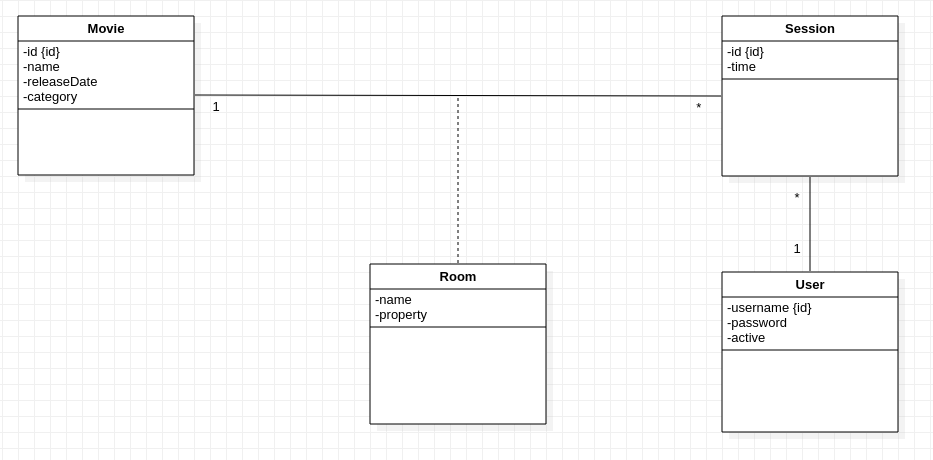 Movie
-id {id}
-name
-releaseDate
-category
1
*
Session
-id {id}
-time
*
1
Room
-name
-property
User
-username {id}
-password
-active